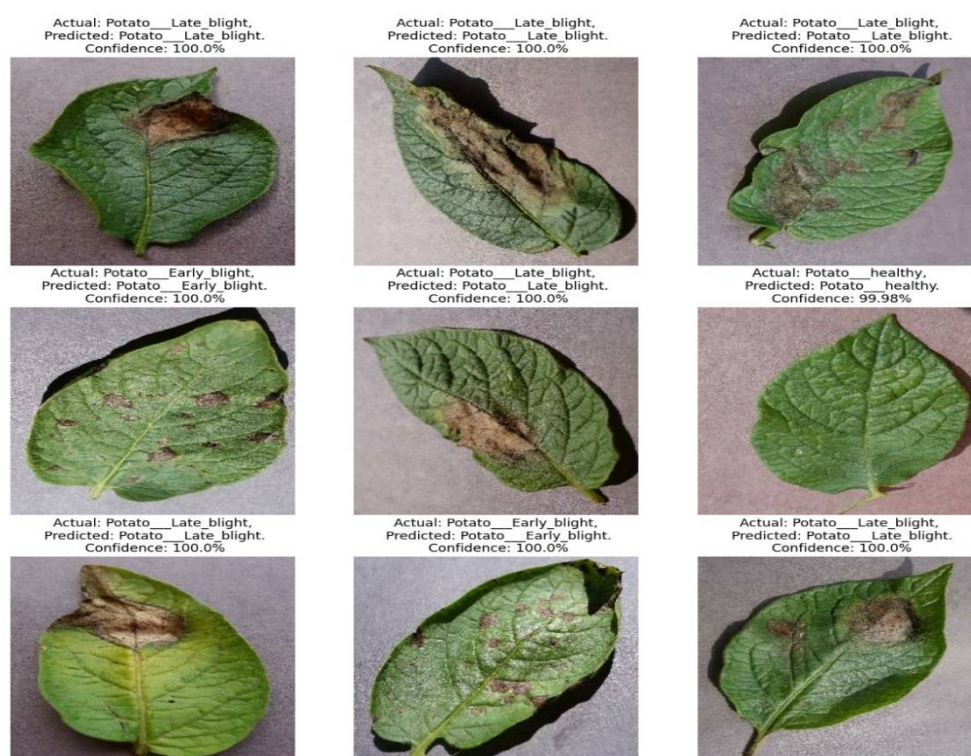 Actual: Potato___Late_blight,
Predicted: Potato___Late_blight.
Confidence: 100.0%
Actual: Potato___Late_blight,
Predicted: Potato___Late_blight.
Confidence: 100.0%
Actual: Potato___Late_blight,
Predicted: Potato___Late_blight.
Confidence: 100.0%
Actual: Potato___Early_blight,
Predicted: Potato___Early_blight.
Confidence: 100.0%
Actual: Potato___Late_blight,
Predicted: Potato___Late_blight.
Confidence: 100.0%
Actual: Potato___healthy,
Predicted: Potato___healthy.
Confidence: 99.98%
Actual: Potato___Late_blight,
Predicted: Potato___Late_blight.
Confidence: 100.0%
Actual: Potato___Early_blight,
Predicted: Potato___Early_blight.
Confidence: 100.0%
Actual: Potato___Late_blight,
Predicted: Potato___Late_blight.
Confidence: 100.0%